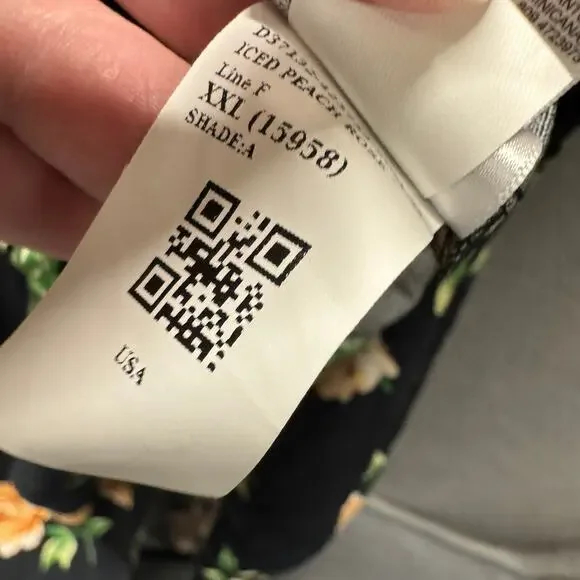 ICED PEACH ROSE
Line F
XXL (15958)
SHADE:A
USA